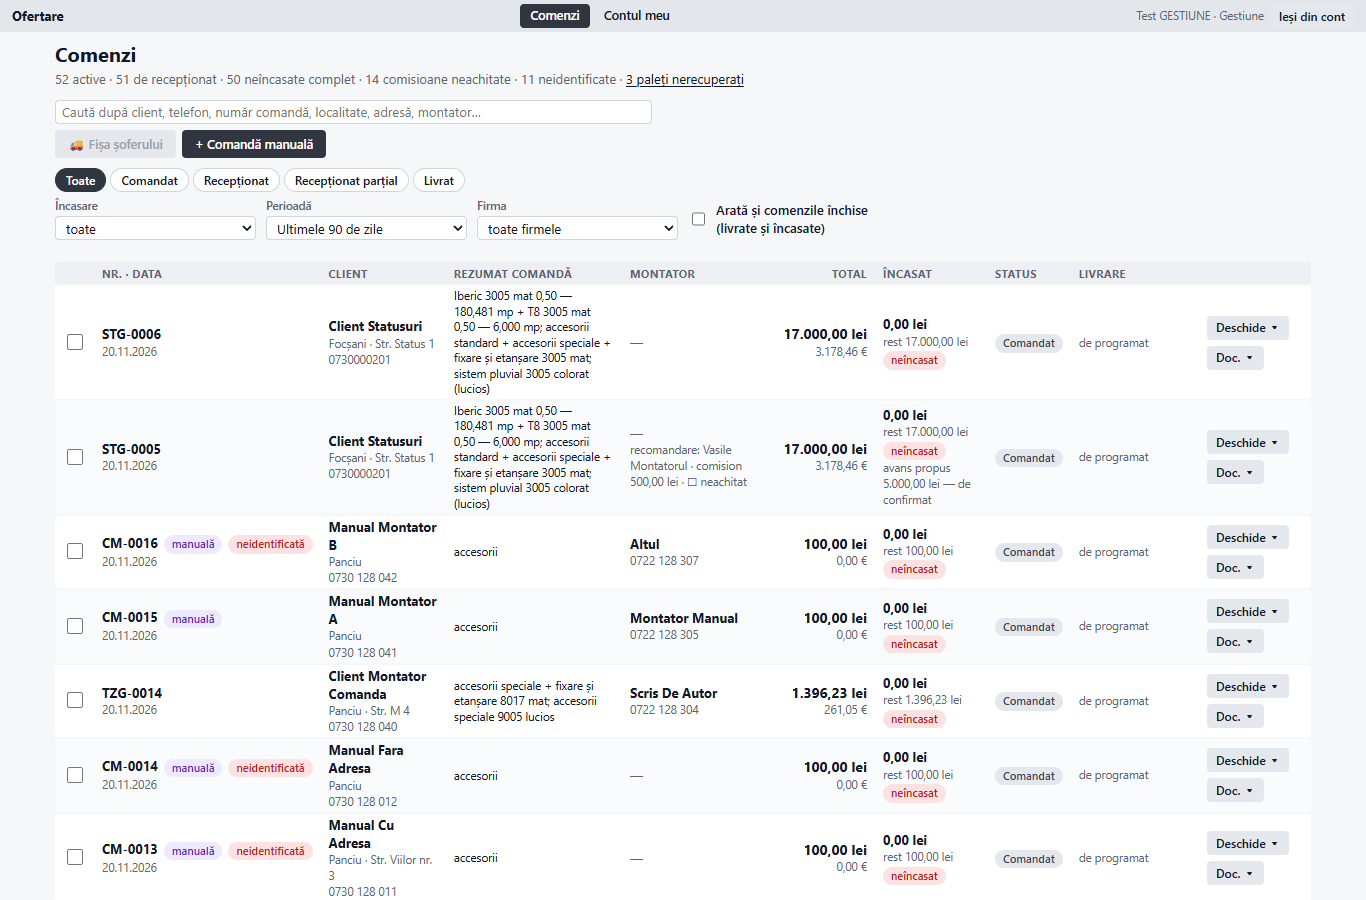 Ofertare
Comenzi
Contul meu
Test GESTIUNE · Gestiune
Ieși din cont
Comenzi
52 active · 51 de recepționat · 50 neîncasate complet · 14 comisioane neachitate · 11 neidentificate · 3 paleți nerecuperați
Caută după client, telefon, număr comandă, localitate, adresă, montator...
🚚 Fișa șoferului
+ Comandă manuală
Toate
Comandat
Recepționat
Recepționat parțial
Livrat
Încasare
Perioadă
Firma
toate
Ultimele 90 de zile
toate firmele
Arată și comenzile închise
(livrate și încasate)
NR. · DATA
CLIENT
REZUMAT COMANDĂ
MONTATOR
TOTAL
ÎNCASAT
STATUS
LIVRARE
STG-0006
20.11.2026
Client Statusuri
Focșani · Str. Status 1
0730000201
Iberic 3005 mat 0,50 —
180,481 mp + T8 3005 mat
0,50 — 6,000 mp; accesorii
standard + accesorii speciale +
fixare și etanșare 3005 mat;
sistem pluvial 3005 colorat
(lucios)
—
17.000,00 lei
3.178,46 €
0,00 lei
rest 17.000,00 lei
neîncasat
Comandat
de programat
Deschide
Doc.
STG-0005
20.11.2026
Client Statusuri
Focșani · Str. Status 1
0730000201
Iberic 3005 mat 0,50 —
180,481 mp + T8 3005 mat
0,50 — 6,000 mp; accesorii
standard + accesorii speciale +
fixare și etanșare 3005 mat;
sistem pluvial 3005 colorat
(lucios)
—
recomandare: Vasile
Montatorul · comision
500,00 lei · ☐ neachitat
17.000,00 lei
3.178,46 €
0,00 lei
rest 17.000,00 lei
neîncasat
avans propus
5.000,00 lei — de
confirmat
Comandat
de programat
Deschide
Doc.
CM-0016 manuală neidentificată
20.11.2026
Manual Montator
B
Panciu
0730 128 042
accesorii
Altul
0722 128 307
100,00 lei
0,00 €
0,00 lei
rest 100,00 lei
neîncasat
Comandat
de programat
Deschide
Doc.
CM-0015 manuală
20.11.2026
Manual Montator
A
Panciu
0730 128 041
accesorii
Montator Manual
0722 128 305
100,00 lei
0,00 €
0,00 lei
rest 100,00 lei
neîncasat
Comandat
de programat
Deschide
Doc.
TZG-0014
20.11.2026
Client Montator
Comanda
Panciu · Str. M 4
0730 128 040
accesorii speciale + fixare și
etanșare 8017 mat; accesorii
speciale 9005 lucios
Scris De Autor
0722 128 304
1.396,23 lei
261,05 €
0,00 lei
rest 1.396,23 lei
neîncasat
Comandat
de programat
Deschide
Doc.
CM-0014 manuală neidentificată
20.11.2026
Manual Fara
Adresa
Panciu
0730 128 012
accesorii
—
100,00 lei
0,00 €
0,00 lei
rest 100,00 lei
neîncasat
Comandat
de programat
Deschide
Doc.
CM-0013 manuală neidentificată
20.11.2026
Manual Cu
Adresa
Panciu · Str. Viilor nr.
3
0730 128 011
accesorii
—
100,00 lei
0,00 €
0,00 lei
rest 100,00 lei
neîncasat
Comandat
de programat
Deschide
Doc.